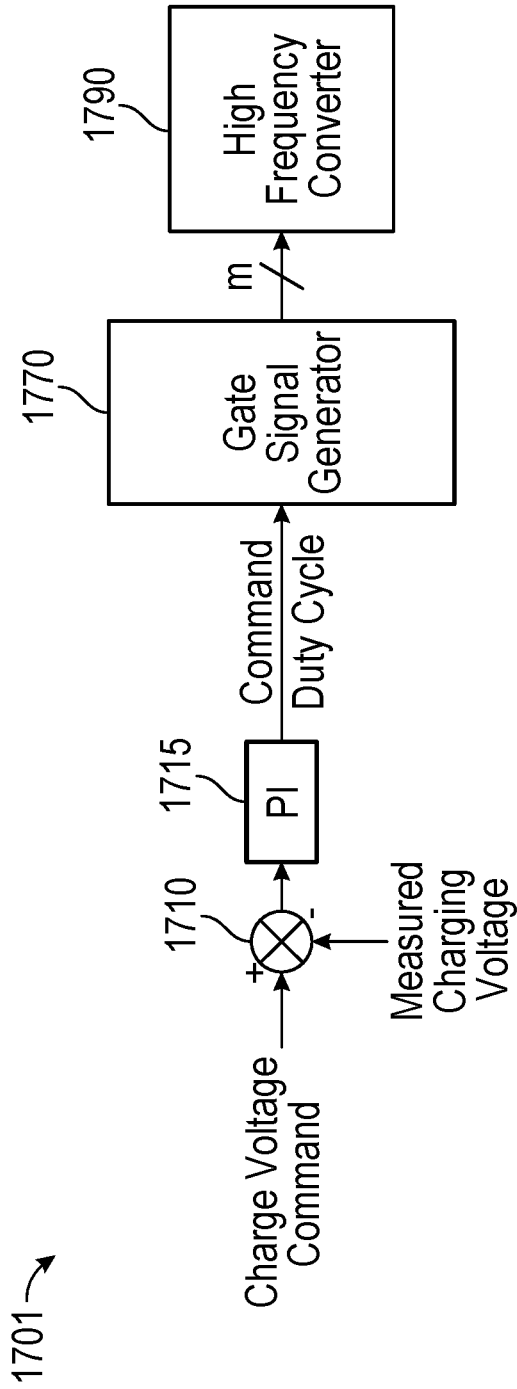 1701
Charge Voltage
Command
+
-
1710
Measured
Charging
Voltage
1715
PI
Command
Duty Cycle
1770
Gate
Signal
Generator
m
1790
High
Frequency
Converter